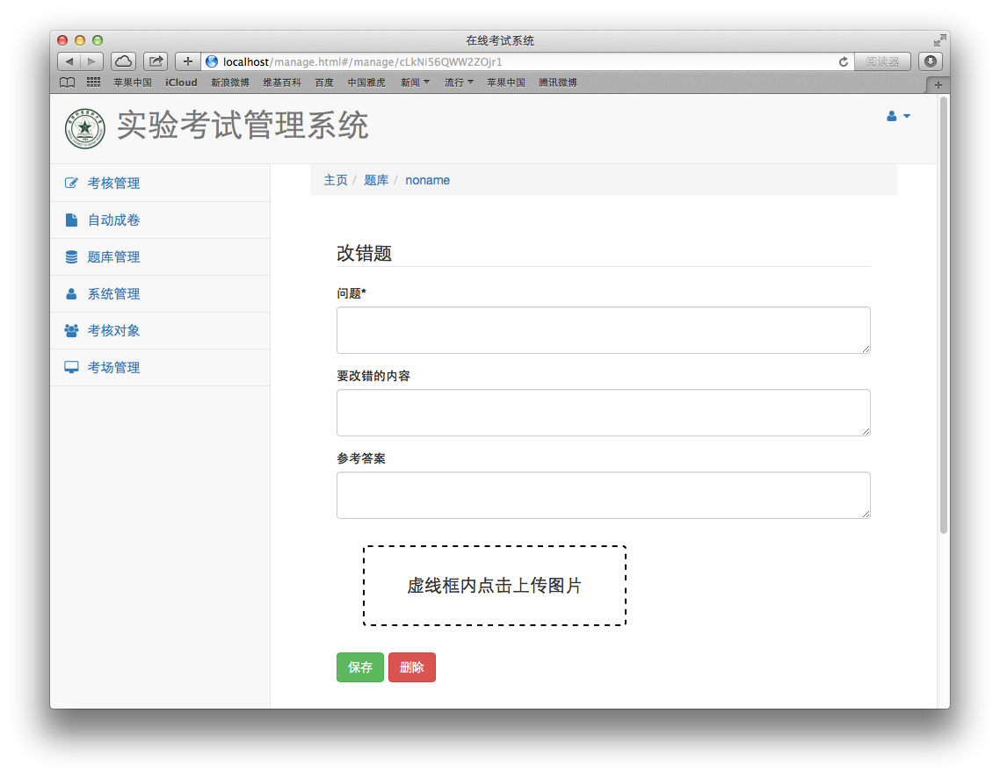 在线考试系统
localhost/manage.html#/manage/cLkNi56QWW2ZOjr1
阅读器
苹果中国 iCloud 新浪微博 维基百科 百度 中国雅虎 新闻 流行 苹果中国 腾讯微博
实验考试管理系统
考核管理
自动成卷
题库管理
系统管理
考核对象
考场管理
主页 / 题库 / noname
改错题
问题*
要改错的内容
参考答案
虚线框内点击上传图片
保存 删除